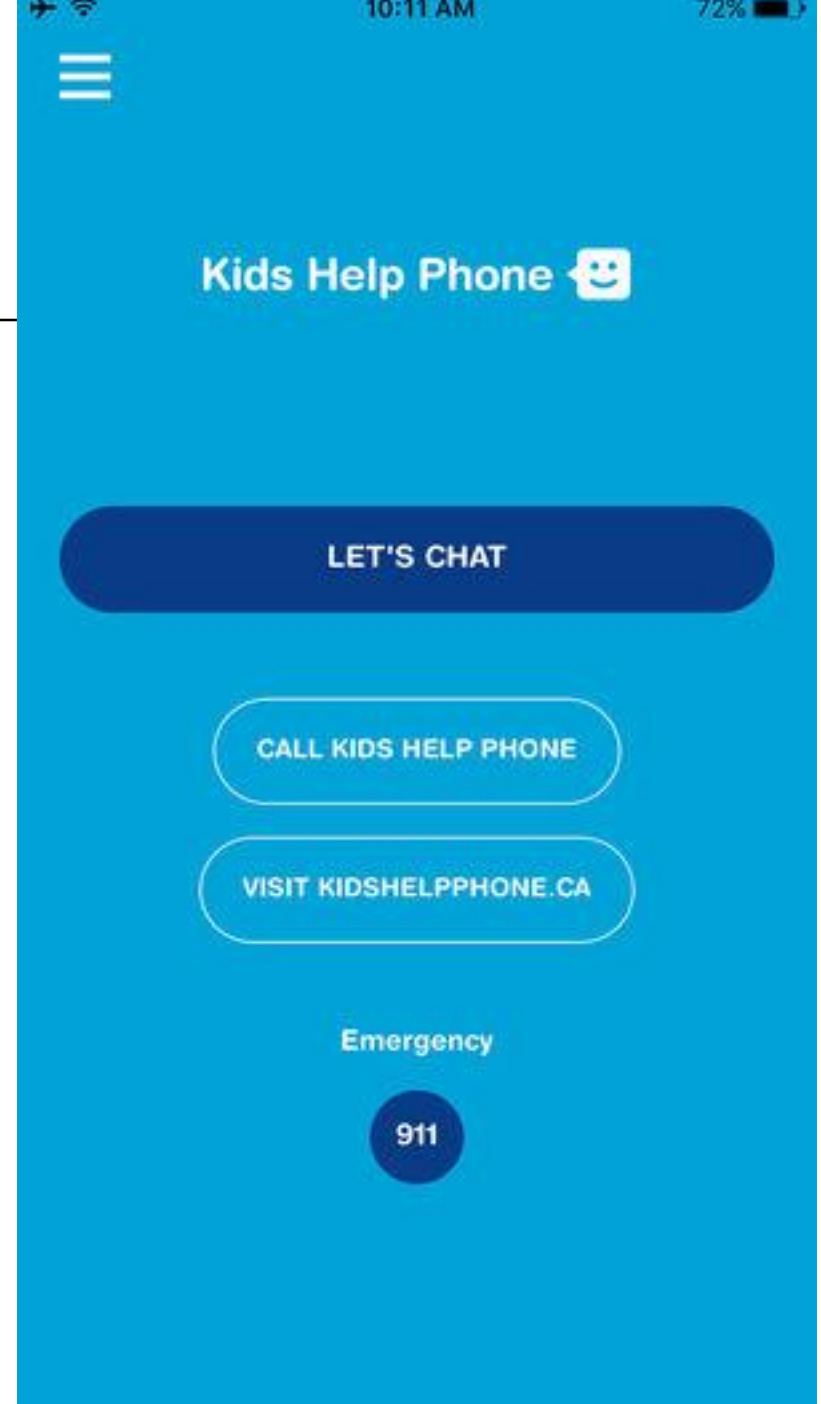 10:11 AM 72%
Kids Help Phone
LET'S CHAT
CALL KIDS HELP PHONE
VISIT KIDSHELPPHONE.CA
Emergency
911